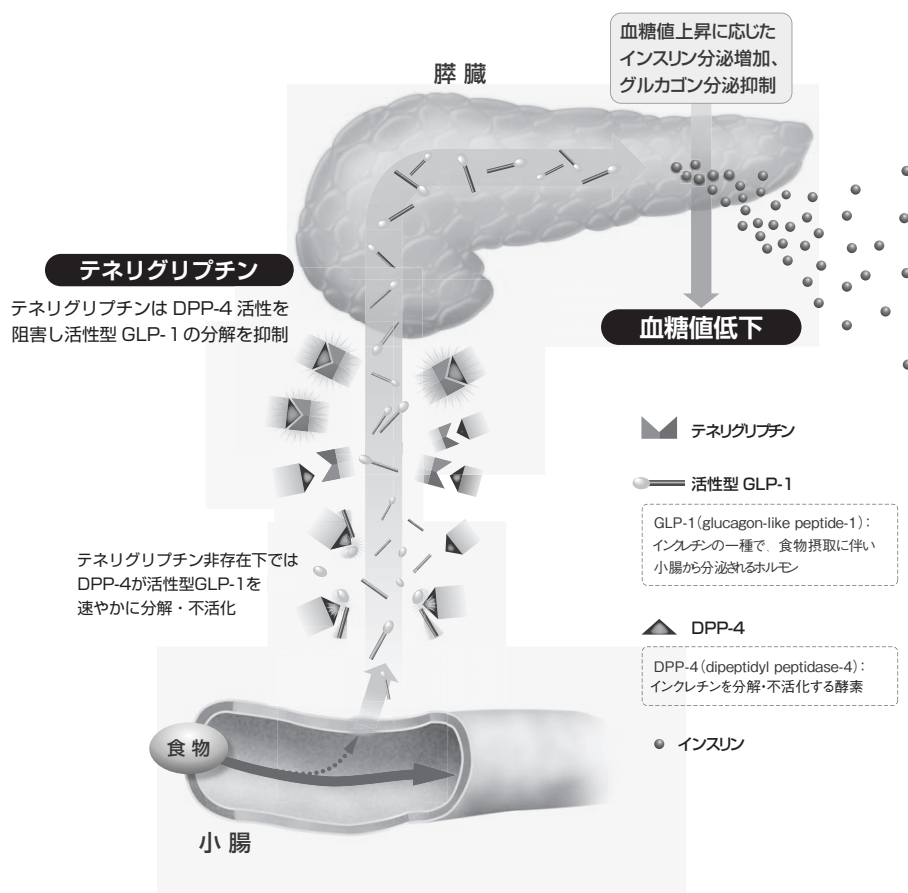 血糖値上昇に応じた
インスリン分泌増加、
グルカゴン分泌抑制
膵 臓
テネリグリプチン
テネリグリプチンは DPP-4 活性を
阻害し活性型 GLP-1の分解を抑制
血糖値低下
テネリグリプチン
活性型 GLP-1
GLP-1(glucagon-like peptide-1):
インクレチンの一種で、食物摂取に伴い
小腸から分泌されるホルモン
テネリグリプチン非存在下では
DPP-4が活性型GLP-1を
速やかに分解・不活化
DPP-4
DPP-4(dipeptidyl peptidase-4):
インクレチンを分解・不活化する酵素
インスリン
食 物
小 腸